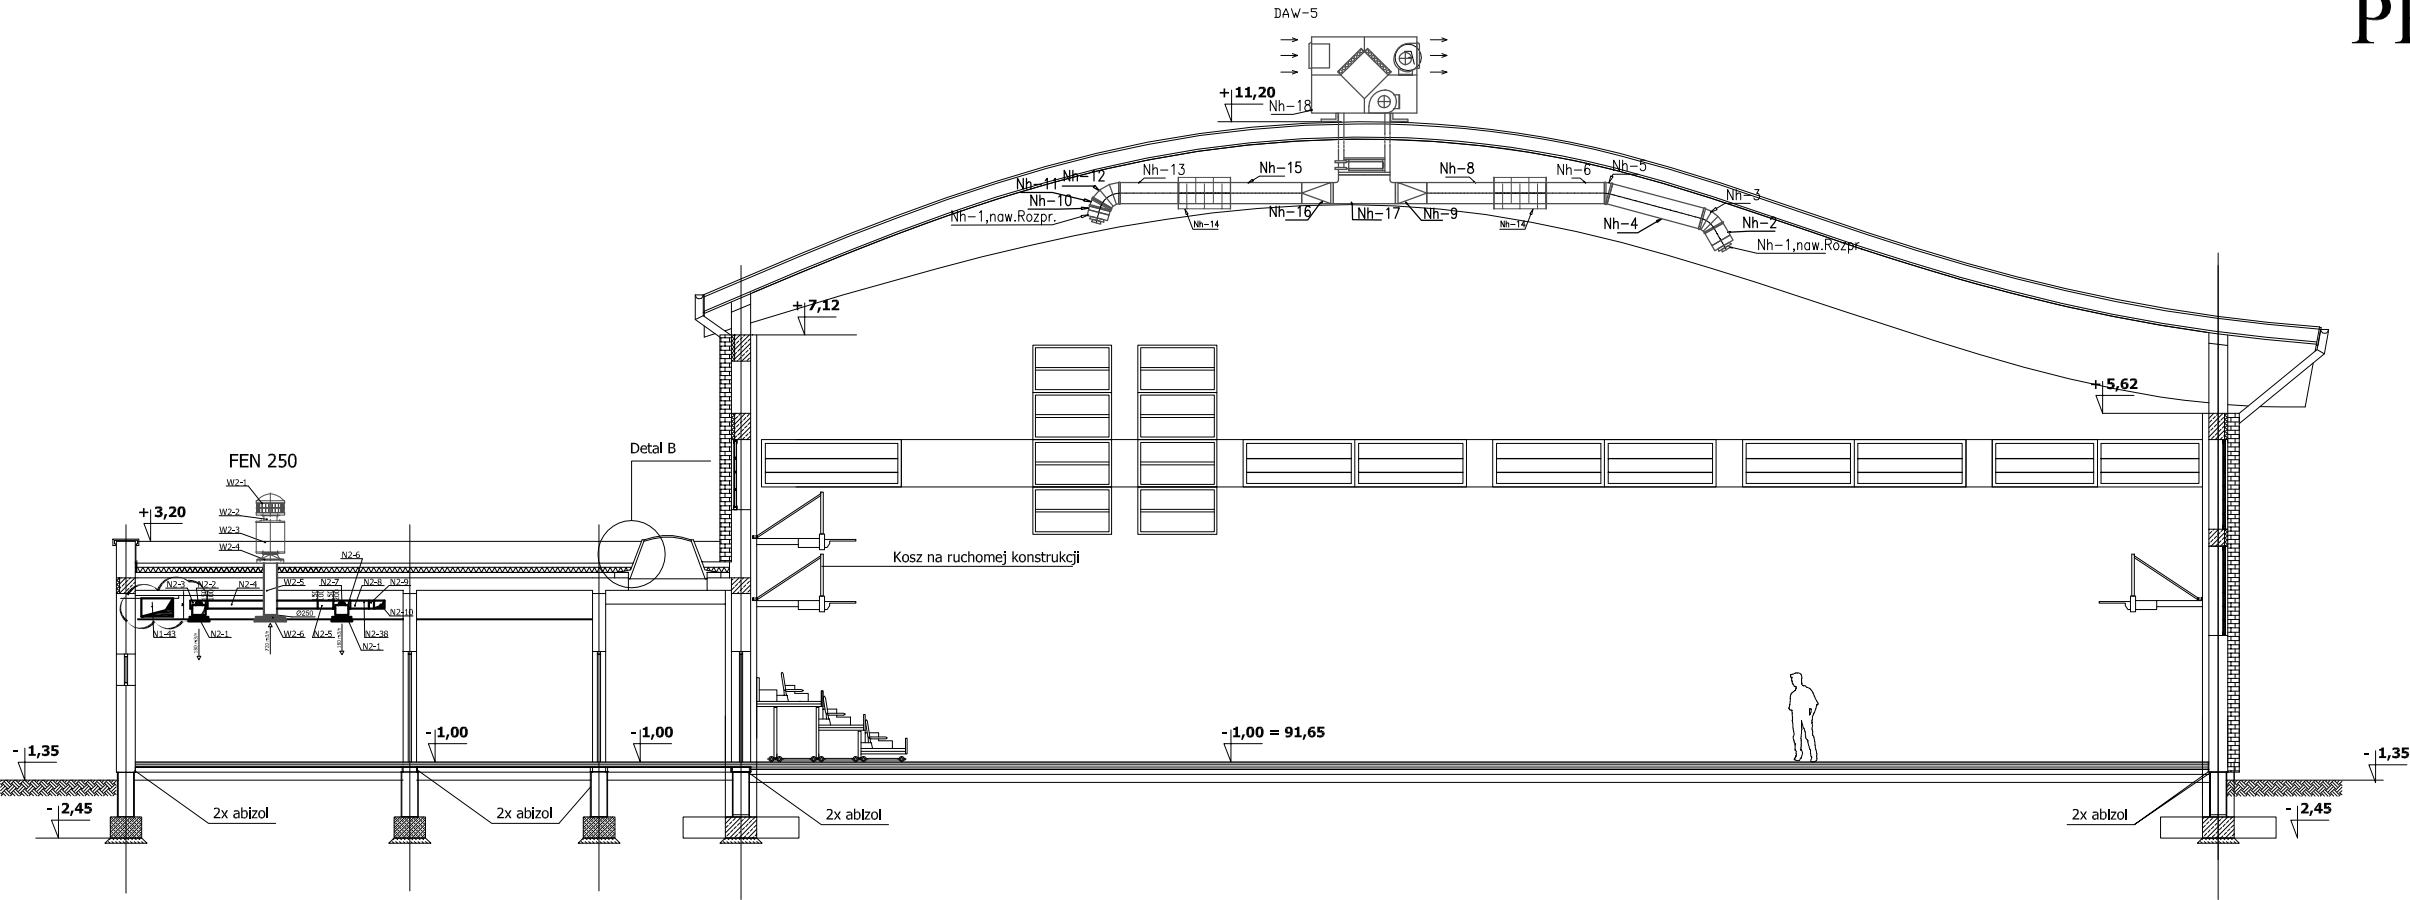 DAW-5
+ 11,20
Nh-18
Nh-13
Nh-15
Nh-8
Nh-6
Nh-5
Nh-12
Nh-11
Nh-10
Nh-1,naw.Rozpr.
Nh-14
Nh-16
Nh-17
Nh-9
Nh-14
Nh-4
Nh-3
Nh-2
Nh-1,naw.Rozpr.
+ 7,12
+ 5,62
Detal B
FEN 250
W2-1
W2-2
W2-3
W2-4
+ 3,20
Kosz na ruchomej konstrukcji
N2-6
N2-3
N2-2
N2-4
W2-5
N2-7
N2-8
N2-9
N2-10
Ø250
N1-43
N2-1
W2-6
N2-5
N2-38
N2-1
- 1,00
- 1,00
- 1,00 = 91,65
- 1,35
- 1,35
- 2,45
- 2,45
2x abizol
2x abizol
2x abizol
2x abizol